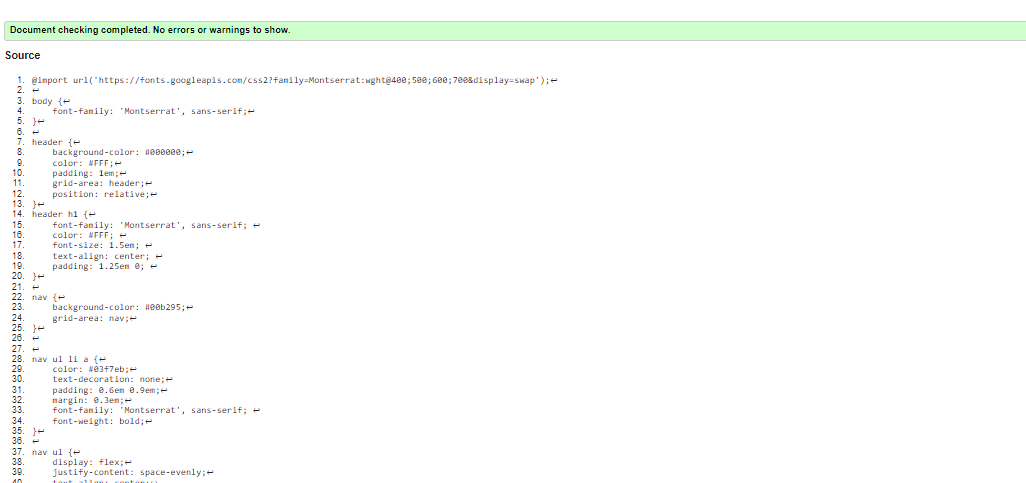 Document checking completed. No errors or warnings to show.
Source
1. @import url('https://fonts.googleapis.com/css2?family=Montserrat:wght@400;500;600;700&display=swap');↩
2. ↩
3. body {↩
4. font-family: 'Montserrat', sans-serif;↩
5. }↩
6. ↩
7. header {↩
8. background-color: #000000;↩
9. color: #FFF;↩
10. padding: 1em;↩
11. grid-area: header;↩
12. position: relative;↩
13. }↩
14. header h1 {↩
15. font-family: 'Montserrat', sans-serif; ↩
16. color: #FFF; ↩
17. font-size: 1.5em; ↩
18. text-align: center; ↩
19. padding: 1.25em 0; ↩
20. }↩
21. ↩
22. nav {↩
23. background-color: #00b295;↩
24. grid-area: nav;↩
25. }↩
26. ↩
27. ↩
28. nav ul li a {↩
29. color: #03f7eb;↩
30. text-decoration: none;↩
31. padding: 0.6em 0.9em;↩
32. margin: 0.3em;↩
33. font-family: 'Montserrat', sans-serif; ↩
34. font-weight: bold;↩
35. }↩
36. ↩
37. nav ul {↩
38. display: flex;↩
39. justify-content: space-evenly;↩
40. text-align: center;↩